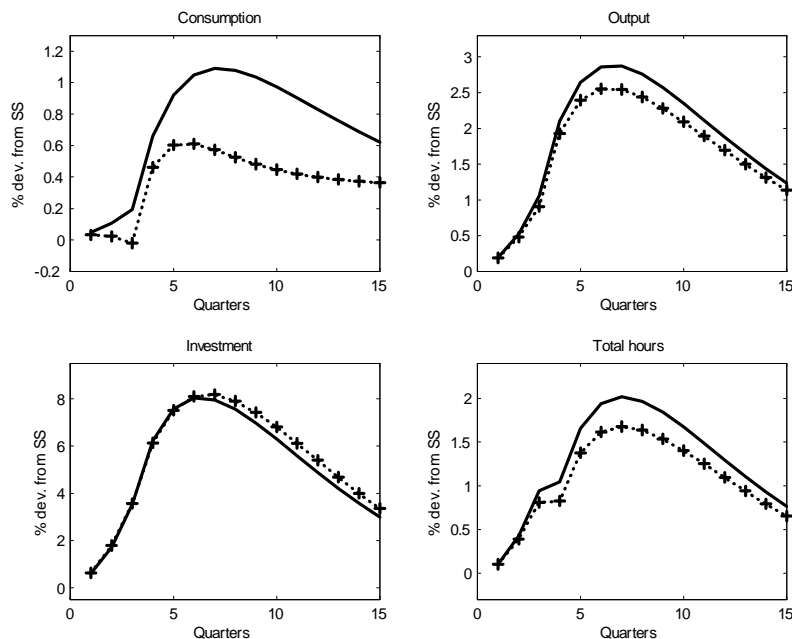 Consumption
1.2
1
0.8
0.6
0.4
0.2
0
-0.2
% dev. from SS
0 5 10 15
Quarters
Output
3
2.5
2
1.5
1
0.5
0
% dev. from SS
0 5 10 15
Quarters
Investment
8
6
4
2
0
% dev. from SS
0 5 10 15
Quarters
Total hours
2
1.5
1
0.5
0
% dev. from SS
0 5 10 15
Quarters